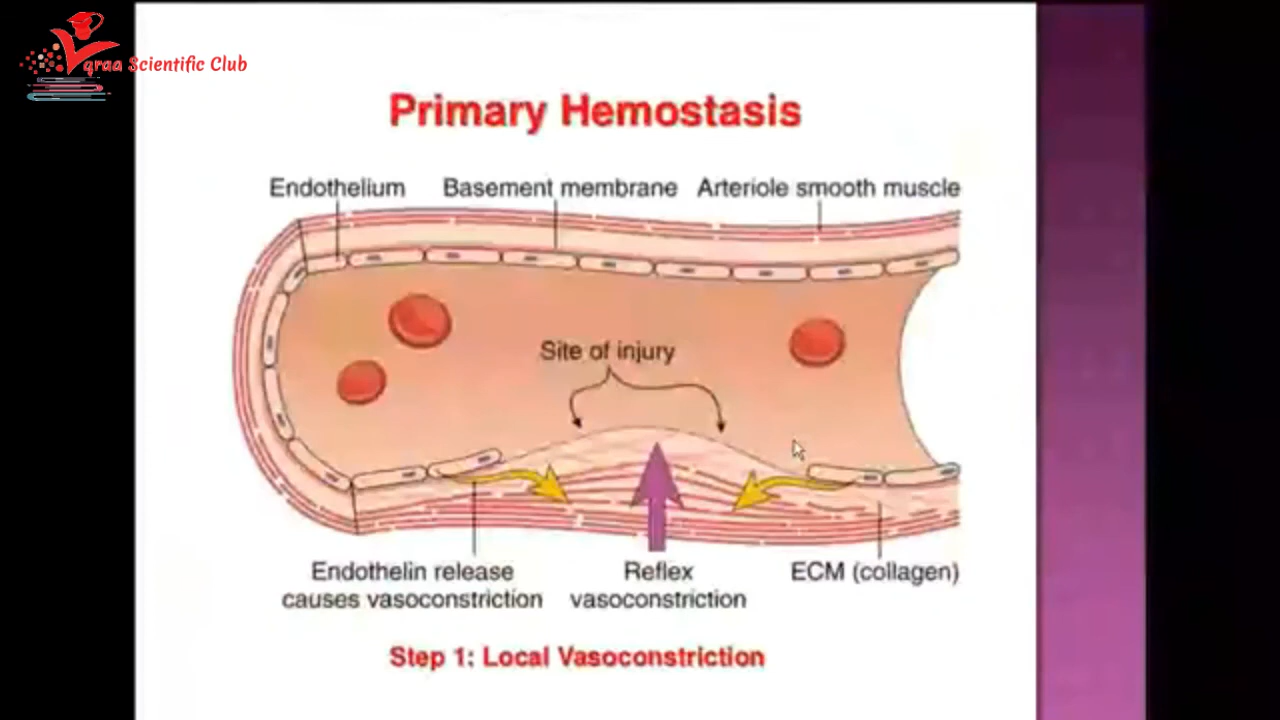 qraa Scientific Club
Primary Hemostasis
Endothelium Basement membrane Arteriole smooth muscle
Site of injury
Endothelin release
causes vasoconstriction
Reflex
vasoconstriction
ECM (collagen)
Step 1: Local Vasoconstriction